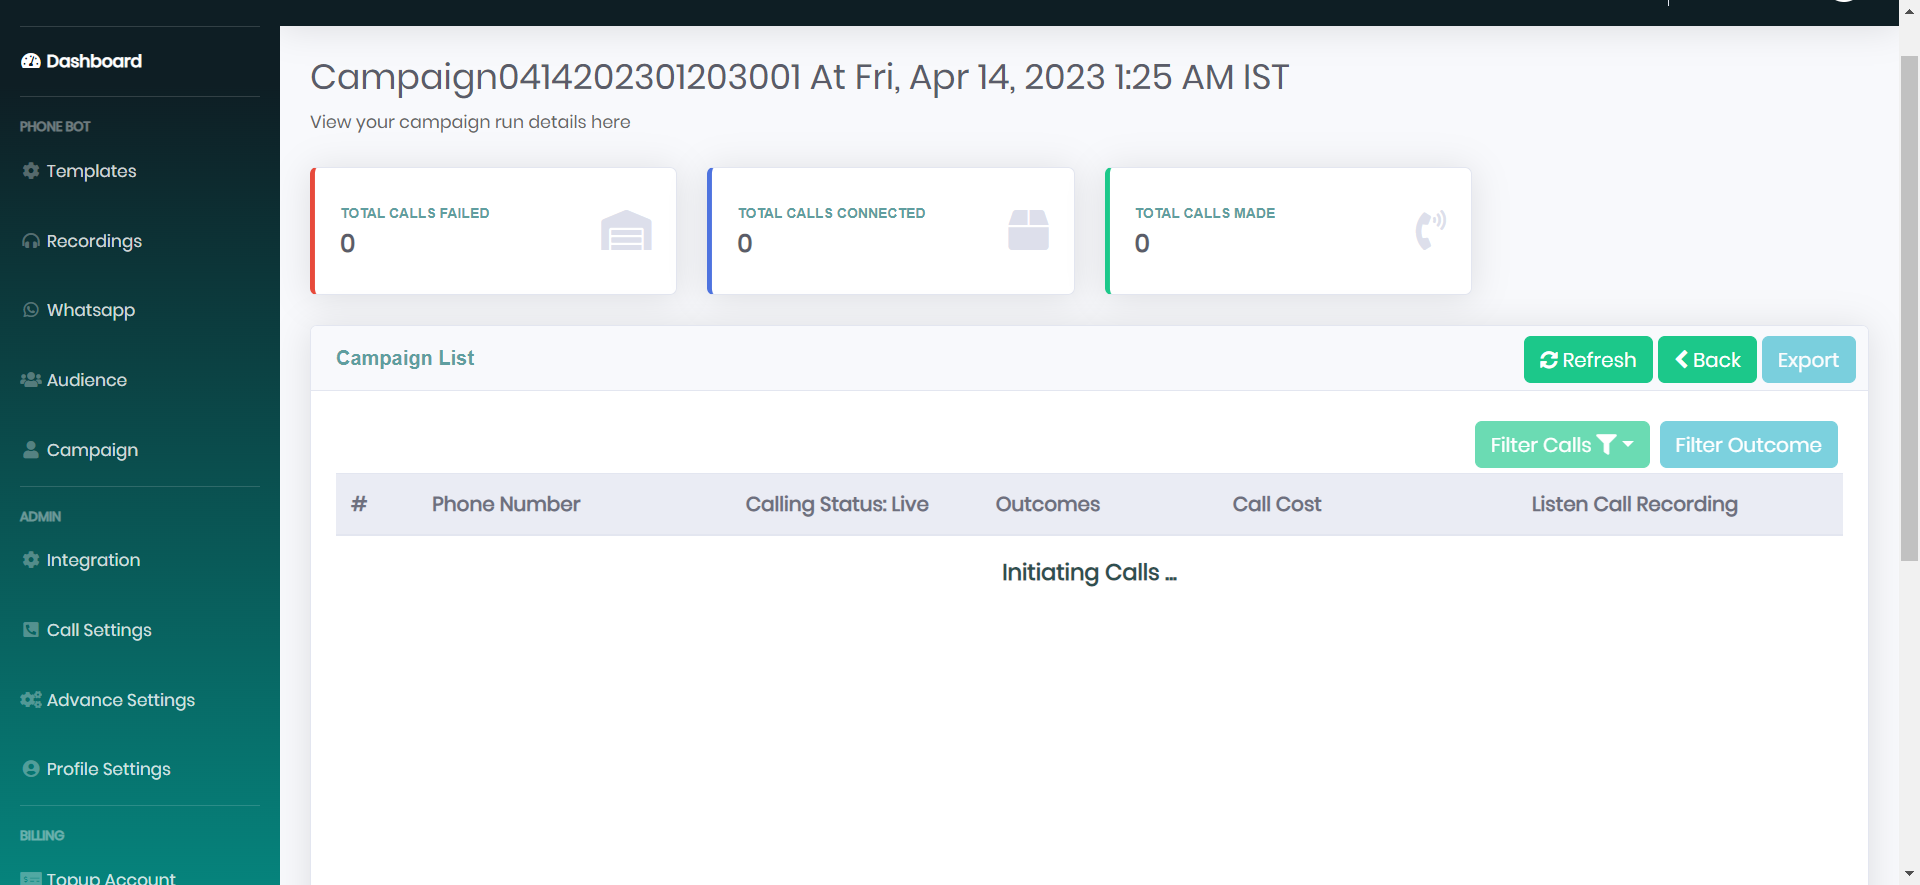 Dashboard
PHONE BOT
Templates
Recordings
Whatsapp
Audience
Campaign
ADMIN
Integration
Call Settings
Advance Settings
Profile Settings
BILLING
Topup Account
Campaign0414202301203001 At Fri, Apr 14, 2023 1:25 AM IST
View your campaign run details here
TOTAL CALLS FAILED
0
TOTAL CALLS CONNECTED
0
TOTAL CALLS MADE
0
Campaign List
Refresh Back Export
Filter Calls Filter Outcome
# Phone Number Calling Status: Live Outcomes Call Cost Listen Call Recording
Initiating Calls ...